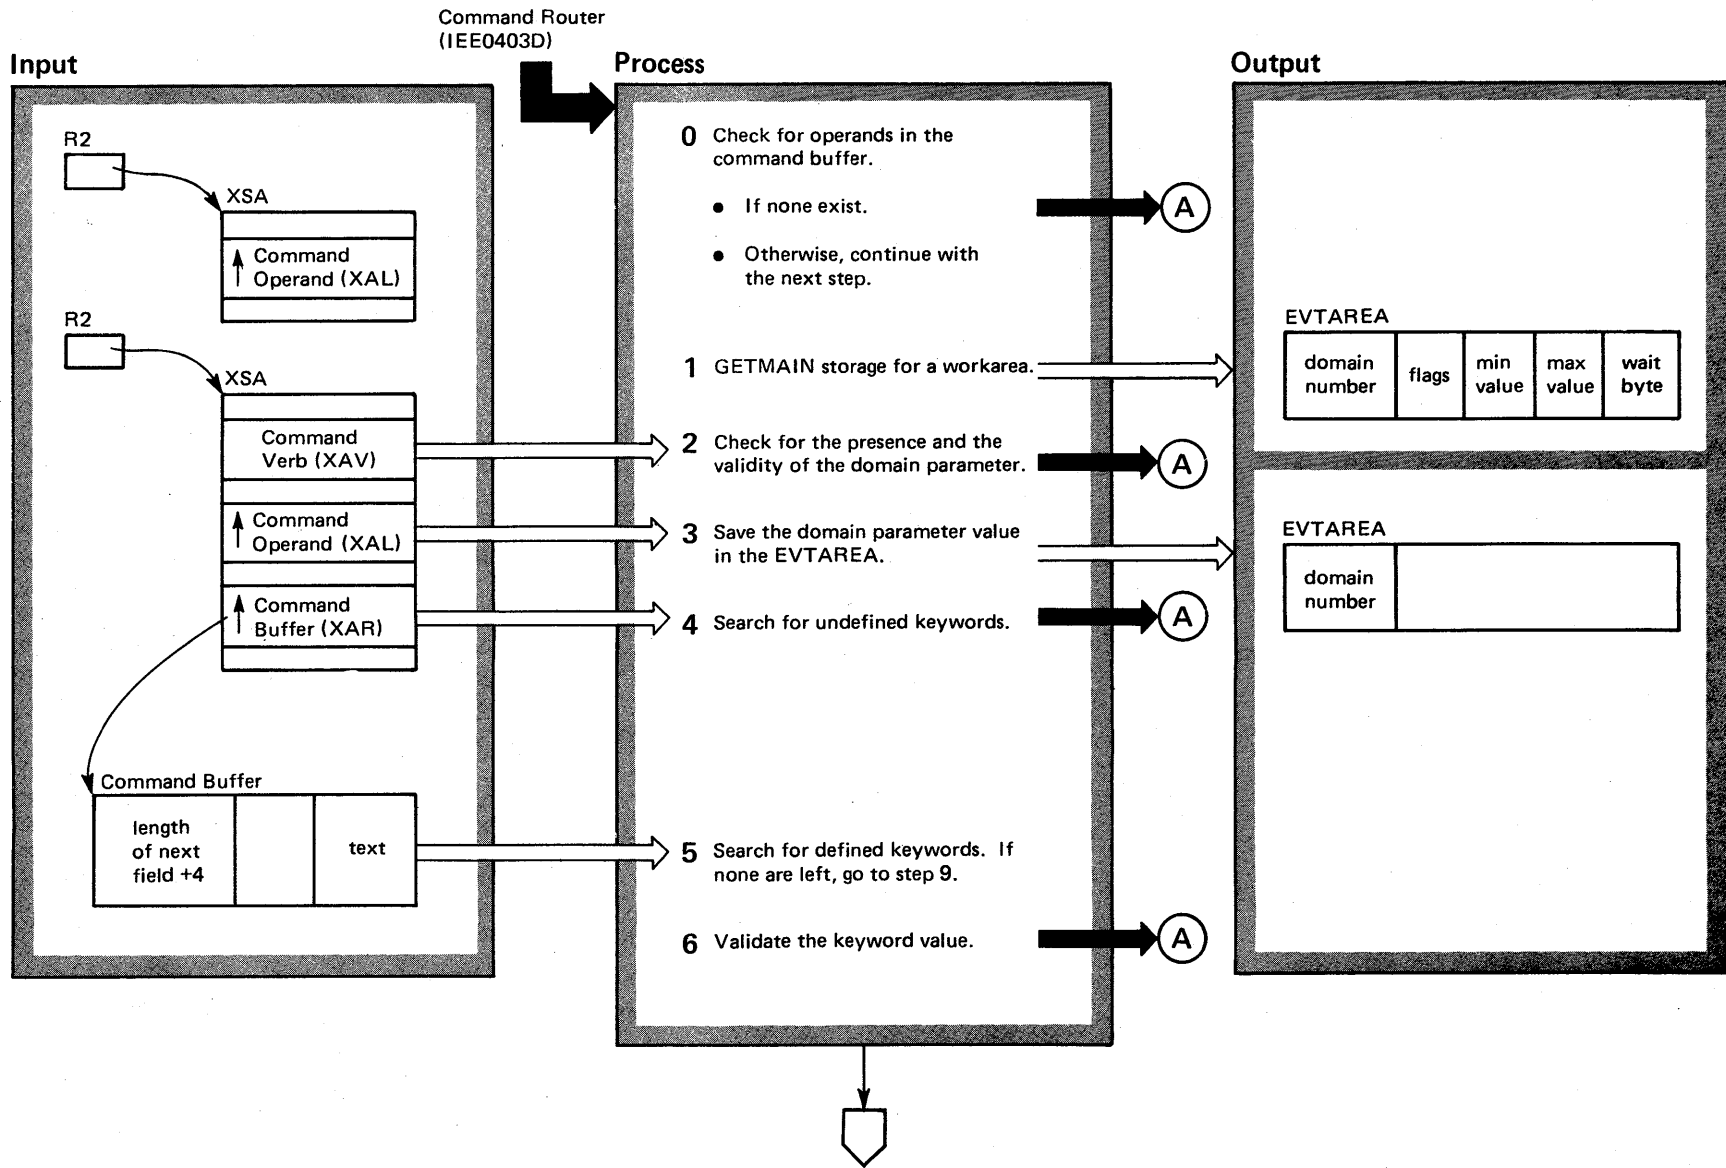 Command Router
(IEE0403D)
Input
Process
Output
R2
XSA
Command
Operand (XAL)
R2
XSA
Command
Verb (XAV)
Command
Operand (XAL)
Command
Buffer (XAR)
Command Buffer
length
of next
field +4
text
0 Check for operands in the
command buffer.
• If none exist.
A
• Otherwise, continue with
the next step.
1 GETMAIN storage for a workarea.
2 Check for the presence and the
validity of the domain parameter.
A
3 Save the domain parameter value
in the EVTAREA.
4 Search for undefined keywords.
A
5 Search for defined keywords. If
none are left, go to step 9.
6 Validate the keyword value.
A
EVTAREA
domain
number
flags
min
value
max
value
wait
byte
EVTAREA
domain
number